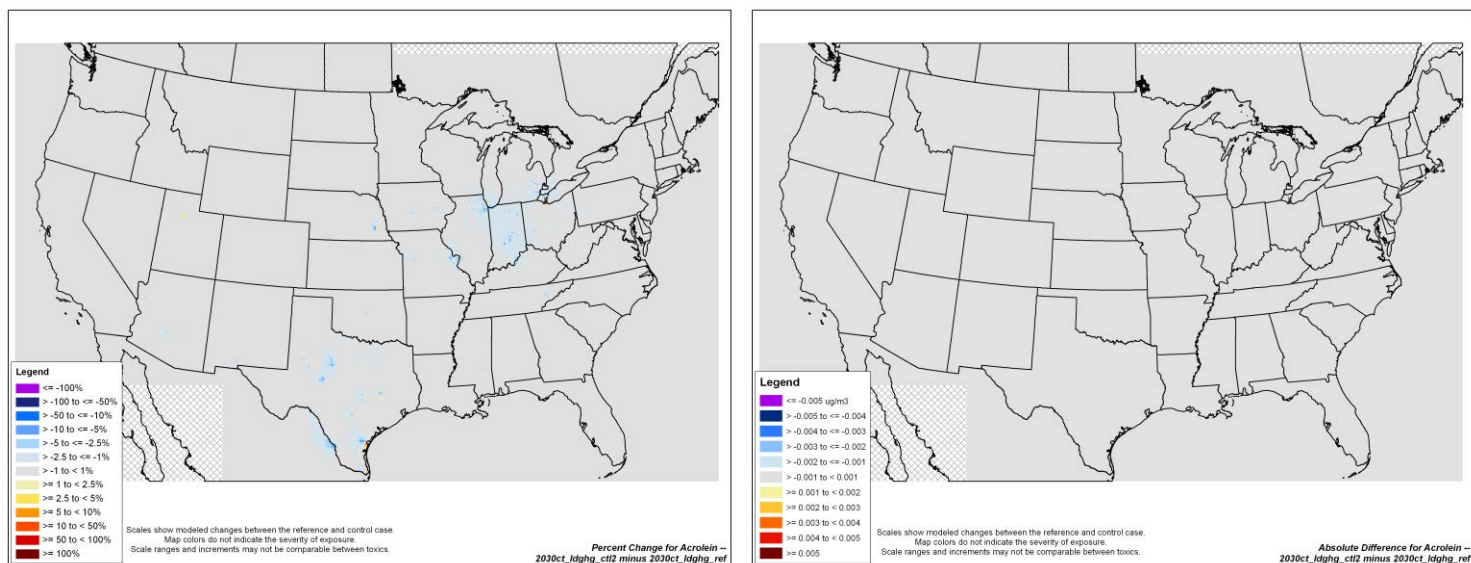 Legend
<= -100%
> -100 to <= -50%
> -50 to <= -10%
> -10 to <= -5%
> -5 to <= -2.5%
> -2.5 to <= -1%
> -1 to < 1%
>= 1 to < 2.5%
>= 2.5 to < 5%
>= 5 to < 10%
>= 10 to < 50%
>= 50 to < 100%
>= 100%
Scales show modeled changes between the reference and control case.
Map colors do not indicate the severity of exposure.
Scale ranges and increments may not be comparable between toxics.
Percent Change for Acrolein --
2030ct_ldghg_ctl2 minus 2030ct_ldghg_ref
Legend
<= -0.005 ug/m3
> -0.005 to <= -0.004
> -0.004 to <= -0.003
> -0.003 to <= -0.002
> -0.002 to <= -0.001
> -0.001 to < 0.001
>= 0.001 to < 0.002
>= 0.002 to < 0.003
>= 0.003 to < 0.004
>= 0.004 to < 0.005
>= 0.005
Scales show modeled changes between the reference and control case.
Map colors do not indicate the severity of exposure.
Scale ranges and increments may not be comparable between toxics.
Absolute Difference for Acrolein --
2030ct_ldghg_ctl2 minus 2030ct_ldghg_ref